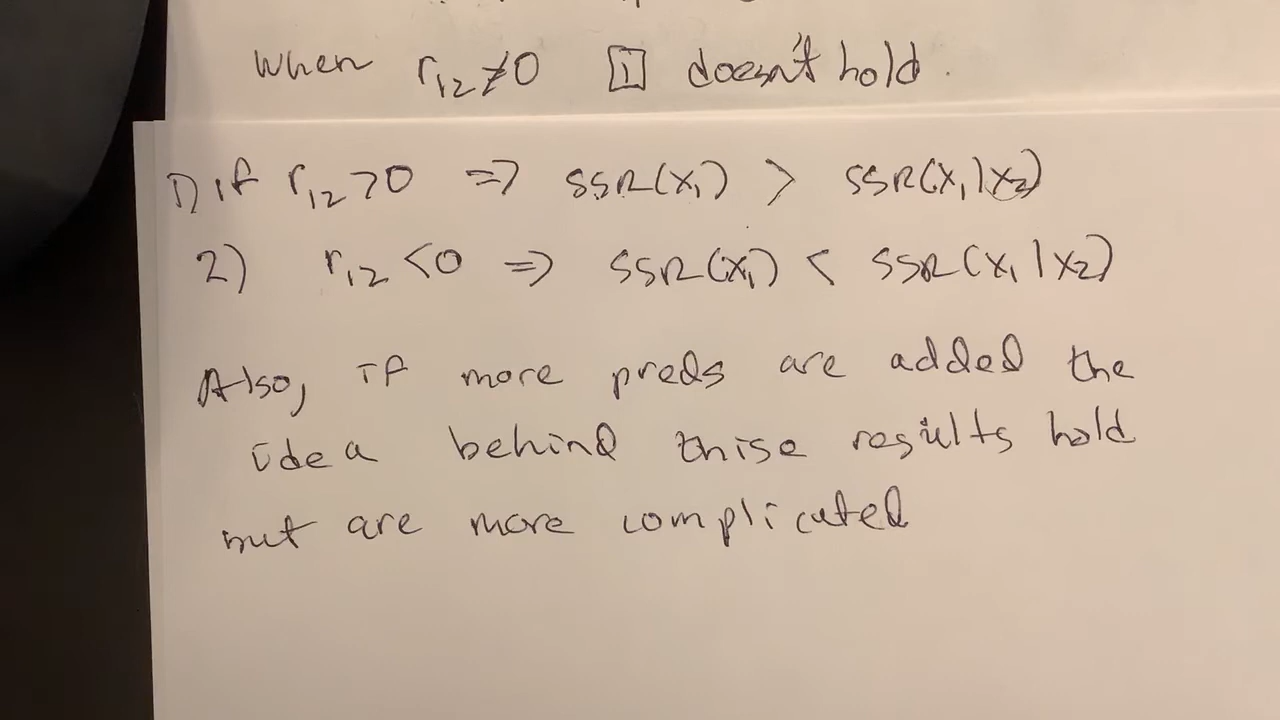 When r₁₂≠0 1 doesn't hold.
1) if r₁₂>0 => SSR(X₁) > SSR(X₁|X₂)
2) r₁₂<0 => SSR(X₁) < SSR(X₁|X₂)
Also, if more preds are added the
idea behind thise results hold
but are more complicated